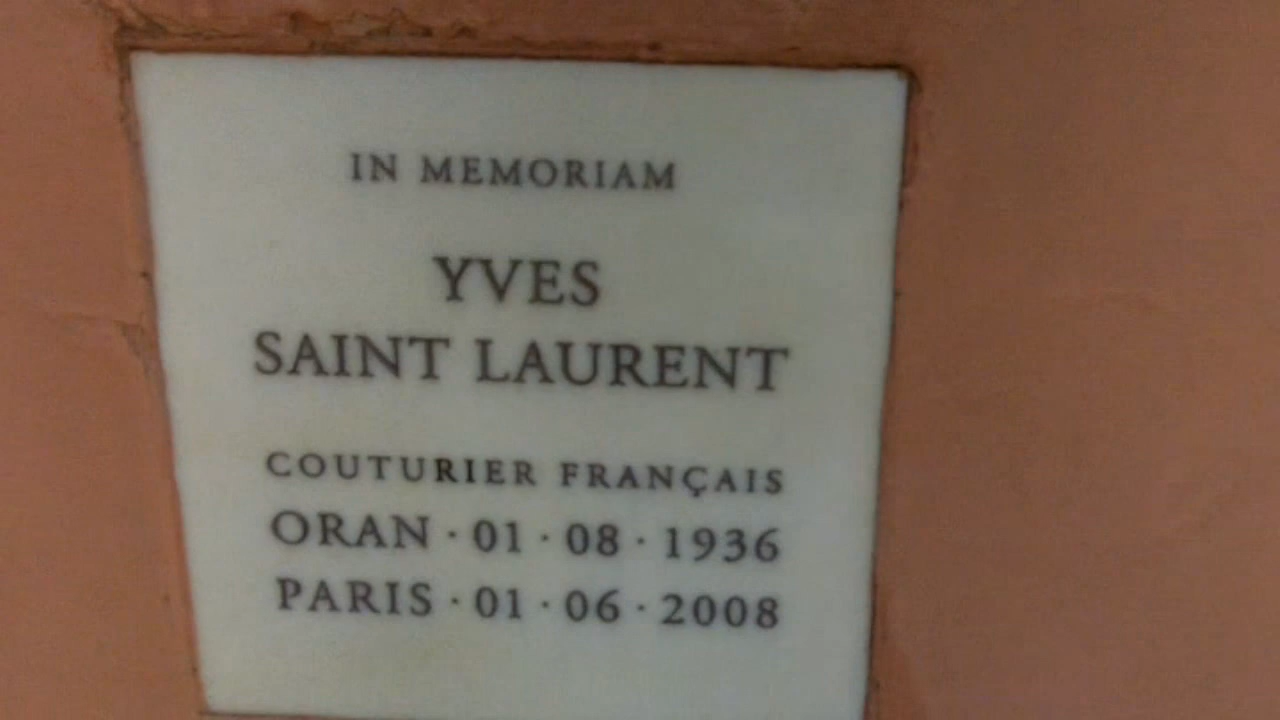 IN MEMORIAM
YVES
SAINT LAURENT
COUTURIER FRANÇAIS
ORAN · 01 · 08 · 1936
PARIS · 01 · 06 · 2008